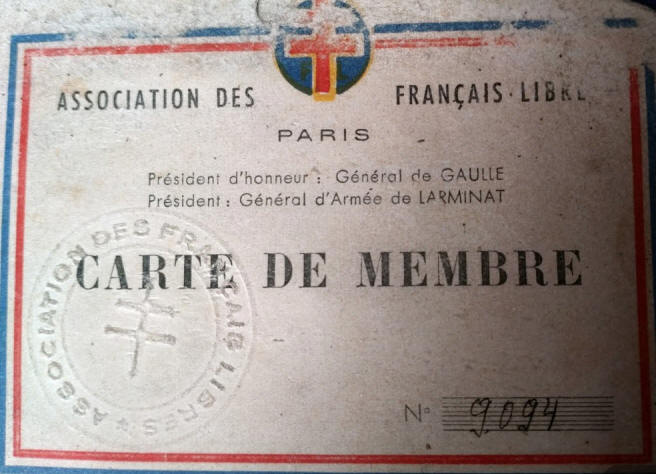 ASSOCIATION DES FRANÇAIS·LIBRE
PARIS
Président d'honneur : Général de GAULLE
Président : Général d'Armée de LARMINAT
CARTE DE MEMBRE
ASSOCIATION DES FRANÇAIS LIBRES
N° 9094